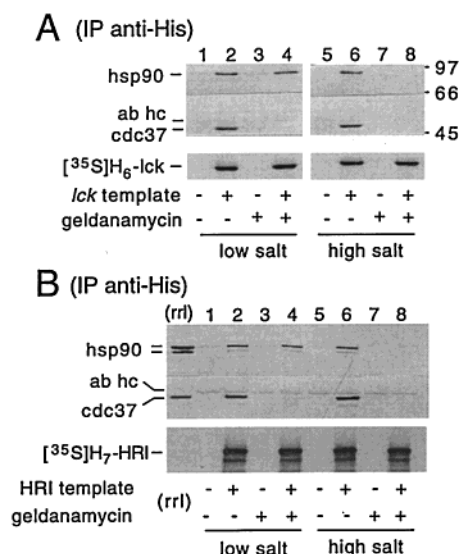 A (IP anti-His)
1 2 3 4 5 6 7 8
hsp90
97
66
ab hc
cdc37
45
[³⁵S]H₆-lck
lck template - + - + - + - +
geldanamycin - - + + - - + +
low salt high salt
B (IP anti-His)
(rrl) 1 2 3 4 5 6 7 8
hsp90
ab hc
cdc37
[³⁵S]H₇-HRI
HRI template (rrl) - + - + - + - +
geldanamycin - - + + - - + +
low salt high salt